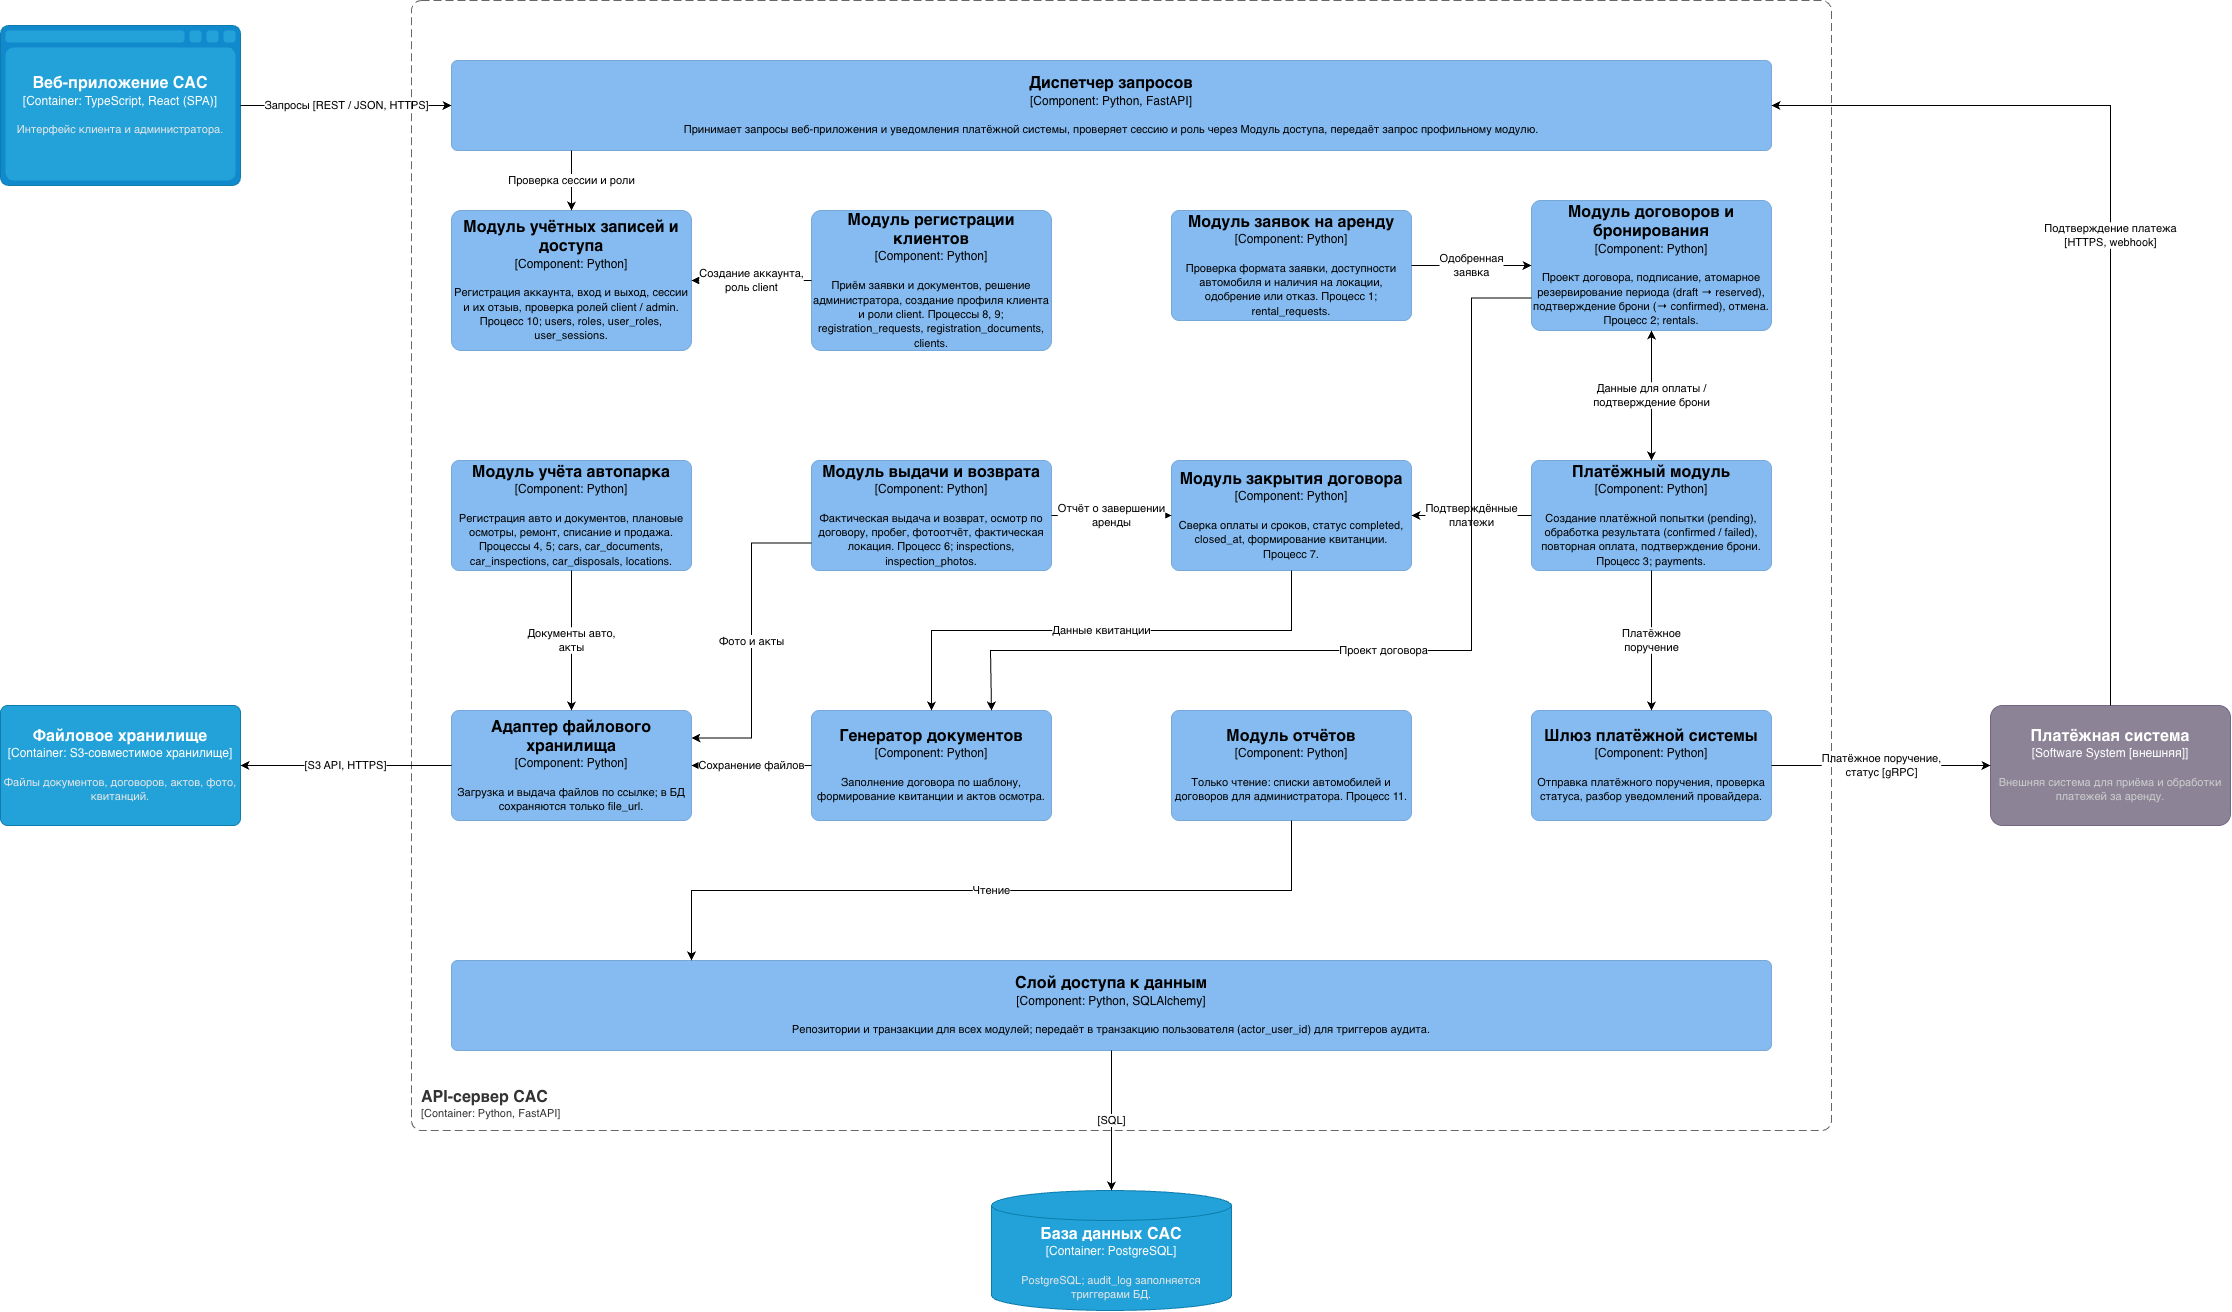 Веб-приложение САС
[Container: TypeScript, React (SPA)]
Интерфейс клиента и администратора.
Запросы [REST / JSON, HTTPS]
Диспетчер запросов
[Component: Python, FastAPI]
Принимает запросы веб-приложения и уведомления платёжной системы, проверяет сессию и роль через Модуль доступа, передаёт запрос профильному модулю.
Проверка сессии и роли
Подтверждение платежа
[HTTPS, webhook]
Модуль учётных записей и
доступа
[Component: Python]
Регистрация аккаунта, вход и выход, сессии
и их отзыв, проверка ролей client / admin.
Процесс 10; users, roles, user_roles,
user_sessions.
Создание аккаунта,
роль client
Модуль регистрации
клиентов
[Component: Python]
Приём заявки и документов, решение
администратора, создание профиля клиента
и роли client. Процессы 8, 9;
registration_requests, registration_documents,
clients.
Модуль заявок на аренду
[Component: Python]
Проверка формата заявки, доступности
автомобиля и наличия на локации,
одобрение или отказ. Процесс 1;
rental_requests.
Одобренная
заявка
Модуль договоров и
бронирования
[Component: Python]
Проект договора, подписание, атомарное
резервирование периода (draft → reserved),
подтверждение брони (→ confirmed), отмена.
Процесс 2; rentals.
Данные для оплаты /
подтверждение брони
Модуль учёта автопарка
[Component: Python]
Регистрация авто и документов, плановые
осмотры, ремонт, списание и продажа.
Процессы 4, 5; cars, car_documents,
car_inspections, car_disposals, locations.
Модуль выдачи и возврата
[Component: Python]
Фактическая выдача и возврат, осмотр по
договору, пробег, фотоотчёт, фактическая
локация. Процесс 6; inspections,
inspection_photos.
Отчёт о завершении
аренды
Модуль закрытия договора
[Component: Python]
Сверка оплаты и сроков, статус completed,
closed_at, формирование квитанции.
Процесс 7.
Подтверждённые
платежи
Платёжный модуль
[Component: Python]
Создание платёжной попытки (pending),
обработка результата (confirmed / failed),
повторная оплата, подтверждение брони.
Процесс 3; payments.
Документы авто,
акты
Фото и акты
Данные квитанции
Проект договора
Платёжное
поручение
Файловое хранилище
[Container: S3-совместимое хранилище]
Файлы документов, договоров, актов, фото,
квитанций.
[S3 API, HTTPS]
Адаптер файлового
хранилища
[Component: Python]
Загрузка и выдача файлов по ссылке; в БД
сохраняются только file_url.
Сохранение файлов
Генератор документов
[Component: Python]
Заполнение договора по шаблону,
формирование квитанции и актов осмотра.
Модуль отчётов
[Component: Python]
Только чтение: списки автомобилей и
договоров для администратора. Процесс 11.
Шлюз платёжной системы
[Component: Python]
Отправка платёжного поручения, проверка
статуса, разбор уведомлений провайдера.
Платёжное поручение,
статус [gRPC]
Платёжная система
[Software System [внешняя]]
Внешняя система для приёма и обработки
платежей за аренду.
Чтение
Слой доступа к данным
[Component: Python, SQLAlchemy]
Репозитории и транзакции для всех модулей; передаёт в транзакцию пользователя (actor_user_id) для триггеров аудита.
API-сервер САС
[Container: Python, FastAPI]
[SQL]
База данных САС
[Container: PostgreSQL]
PostgreSQL; audit_log заполняется
триггерами БД.